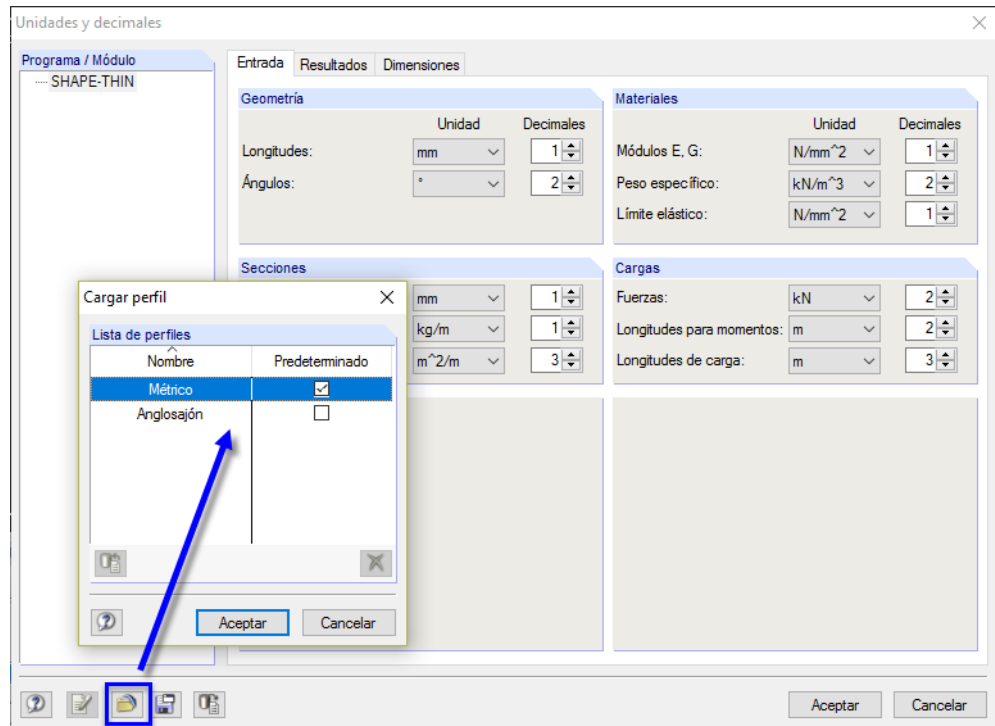 Unidades y decimales
Programa / Módulo
SHAPE-THIN
Entrada Resultados Dimensiones
Geometría
Unidad Decimales
Longitudes: mm 1
Ángulos: ° 2
Materiales
Unidad Decimales
Módulos E, G: N/mm^2 1
Peso específico: kN/m^3 2
Límite elástico: N/mm^2 1
Secciones
mm 1
kg/m 1
m^2/m 3
Cargas
Fuerzas: kN 2
Longitudes para momentos: m 2
Longitudes de carga: m 3
Cargar perfil
Lista de perfiles
Nombre Predeterminado
Métrico
Anglosajón
Aceptar Cancelar
Aceptar Cancelar